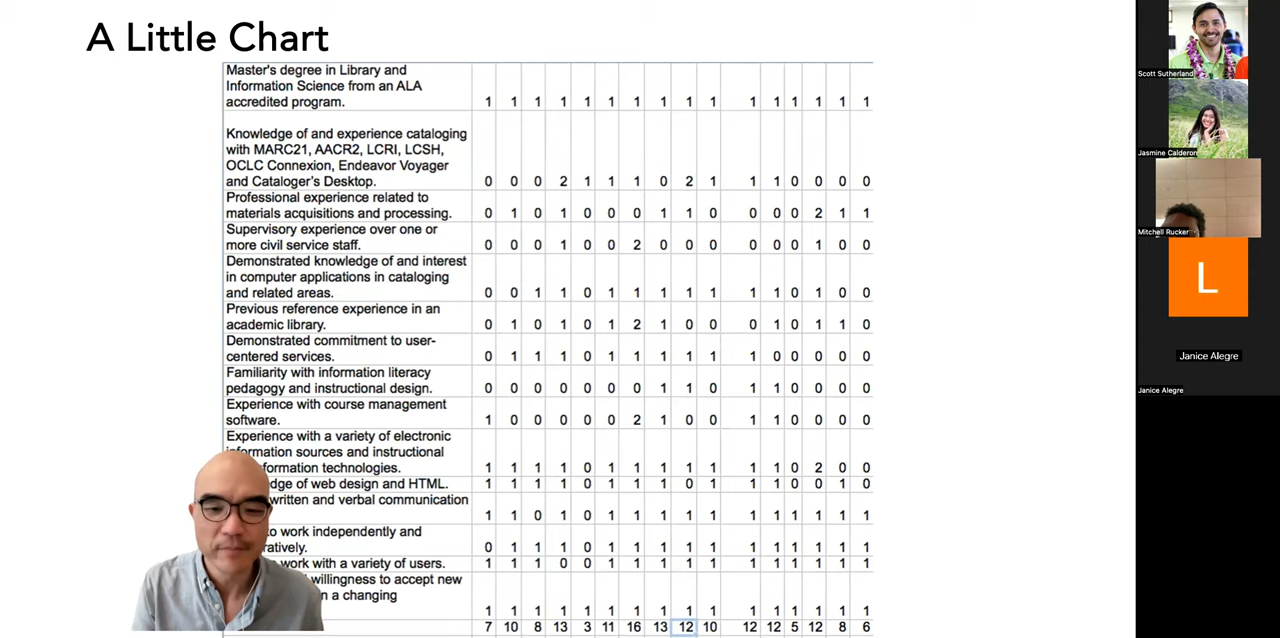 A Little Chart
Master's degree in Library and
Information Science from an ALA
accredited program. 1 1 1 1 1 1 1 1 1 1 1 1 1 1 1 1
Knowledge of and experience cataloging
with MARC21, AACR2, LCRI, LCSH,
OCLC Connexion, Endeavor Voyager
and Cataloger's Desktop. 0 0 0 2 1 1 1 0 2 1 1 1 0 0 0 0
Professional experience related to
materials acquisitions and processing. 0 1 0 1 0 0 0 1 1 0 0 0 0 2 1 1
Supervisory experience over one or
more civil service staff. 0 0 0 1 0 0 2 0 0 0 0 0 0 1 0 0
Demonstrated knowledge of and interest
in computer applications in cataloging
and related areas. 0 0 1 1 0 1 1 1 1 1 1 1 0 1 0 0
Previous reference experience in an
academic library. 0 1 0 1 0 1 2 1 0 0 0 1 0 1 1 0
Demonstrated commitment to user-
centered services. 0 1 1 1 0 1 1 1 1 1 1 0 0 0 0 0
Familiarity with information literacy
pedagogy and instructional design. 0 0 0 0 0 0 0 1 1 0 1 1 0 0 0 0
Experience with course management
software. 1 0 0 0 0 0 2 1 0 0 1 1 0 0 0 0
Experience with a variety of electronic
information sources and instructional
formation technologies. 1 1 1 1 0 1 1 1 1 1 1 1 0 2 0 0
dge of web design and HTML. 1 1 1 1 0 1 1 1 0 1 1 1 0 0 1 0
written and verbal communication
1 1 0 1 0 1 1 1 1 1 1 1 1 1 1 1
to work independently and
ratively. 0 1 1 1 0 1 1 1 1 1 1 1 1 1 1 1
work with a variety of users. 1 1 1 0 0 1 1 1 1 1 1 1 1 1 1 1
willingness to accept new
n a changing
1 1 1 1 1 1 1 1 1 1 1 1 1 1 1 1
7 10 8 13 3 11 16 13 12 10 12 12 5 12 8 6
Scott Sutherland
Jasmine Calderon
Mitchell Rucker
L
Janice Alegre
Janice Alegre